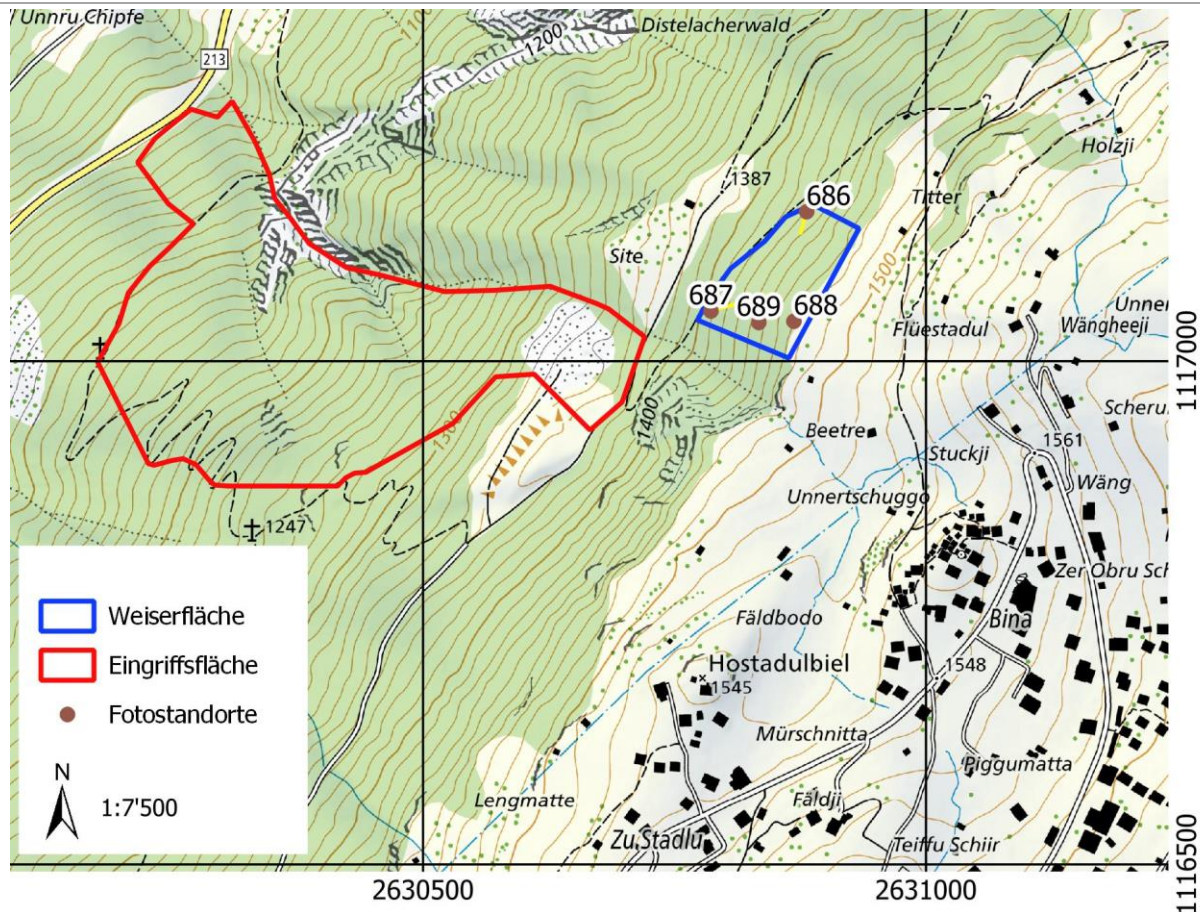 Unnru Chipfe
1100
Distelacherwald
1200
213
Holzji
1387
686
Titter
Site
1500
687
689
688
Flüestadul
Unner
Wängheeji
1117000
1400
1300
Scheru
Beetre
1561
Stuckji
Wäng
Unnertschuggo
1247
Zer Obru Sch
Weiserfläche
Fäldbodo
Bina
Eingriffsfläche
Hostadulbiel
1548
1545
Fotostandorte
Mürschnitta
Piggumatta
N
1:7'500
Lengmatte
Fäldji
Zu Stadlu
Teiffu Schiir
1116500
2630500
2631000